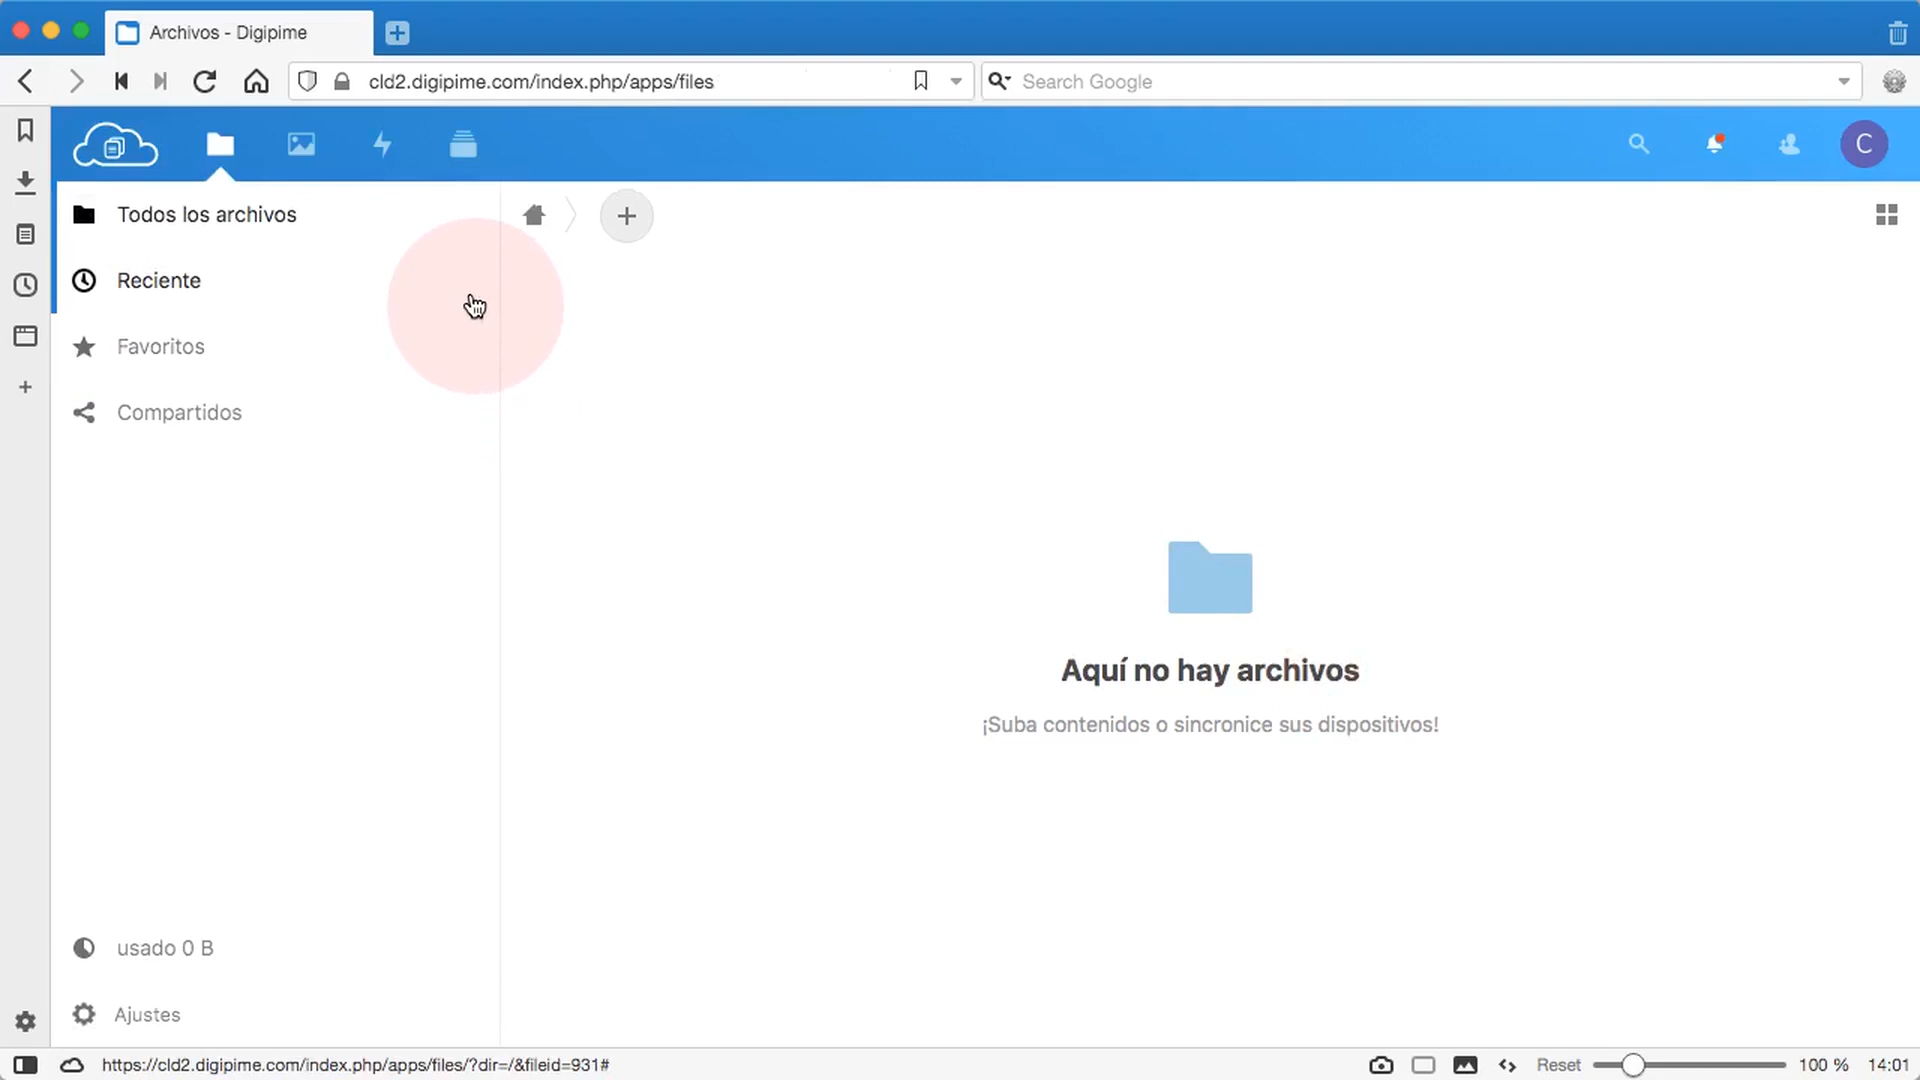 Archivos - Digipime
cld2.digipime.com/index.php/apps/files
Search Google
C
Todos los archivos
Reciente
Favoritos
Compartidos
Aquí no hay archivos
¡Suba contenidos o sincronice sus dispositivos!
usado 0 B
Ajustes
https://cld2.digipime.com/index.php/apps/files/?dir=/&fileid=931#
Reset
100 %
14:01